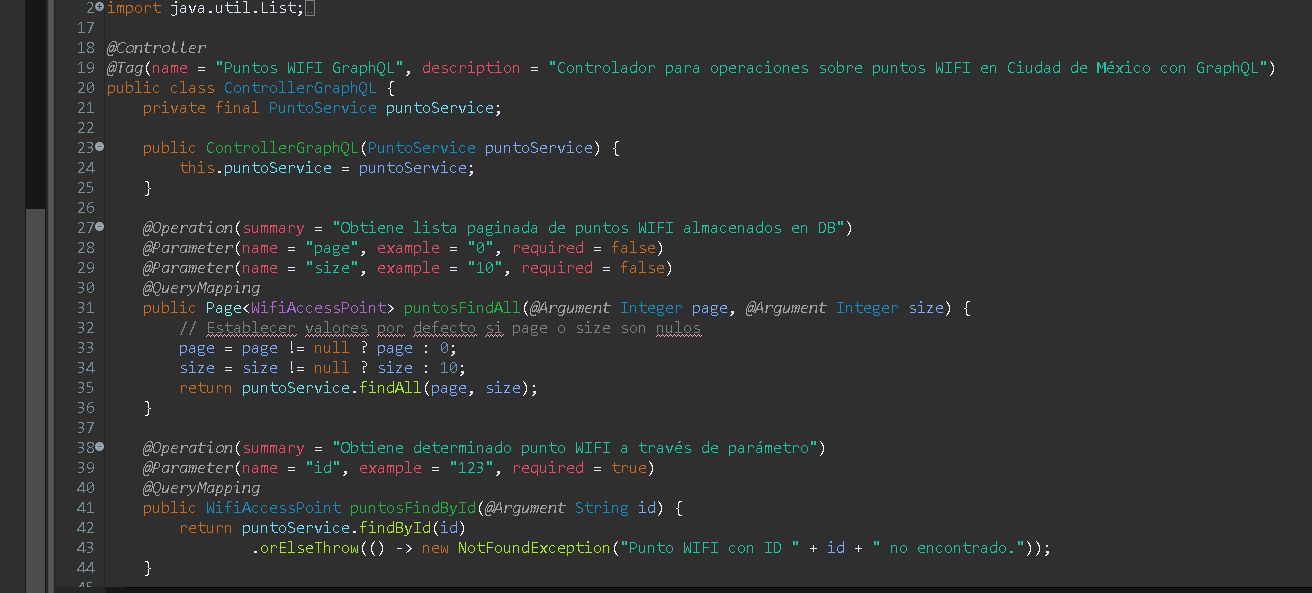 2 import java.util.List;
17
18 @Controller
19 @Tag(name = "Puntos WIFI GraphQL", description = "Controlador para operaciones sobre puntos WIFI en Ciudad de México con GraphQL")
20 public class ControllerGraphQL {
21     private final PuntoService puntoService;
22
23     public ControllerGraphQL(PuntoService puntoService) {
24         this.puntoService = puntoService;
25     }
26
27     @Operation(summary = "Obtiene lista paginada de puntos WIFI almacenados en DB")
28     @Parameter(name = "page", example = "0", required = false)
29     @Parameter(name = "size", example = "10", required = false)
30     @QueryMapping
31     public Page<WifiAccessPoint> puntosFindAll(@Argument Integer page, @Argument Integer size) {
32         // Establecer valores por defecto si page o size son nulos
33         page = page != null ? page : 0;
34         size = size != null ? size : 10;
35         return puntoService.findAll(page, size);
36     }
37
38     @Operation(summary = "Obtiene determinado punto WIFI a través de parámetro")
39     @Parameter(name = "id", example = "123", required = true)
40     @QueryMapping
41     public WifiAccessPoint puntosFindById(@Argument String id) {
42         return puntoService.findById(id)
43                 .orElseThrow(() -> new NotFoundException("Punto WIFI con ID " + id + " no encontrado."));
44     }
45